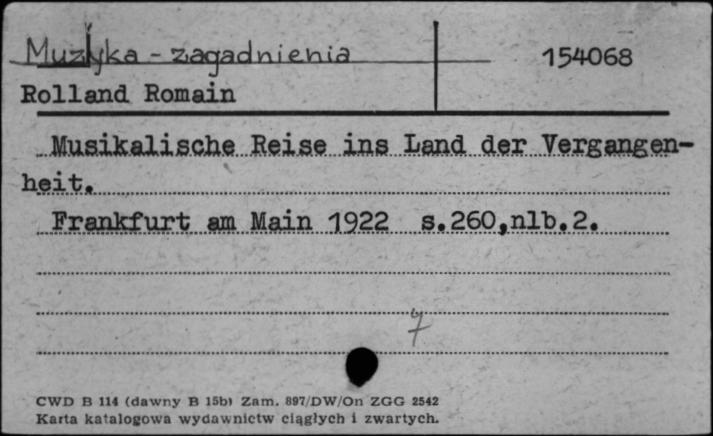 Muzyka - zagadnienia
154068
Rolland Romain
Musikalische Reise ins Land der Vergangen-
heit.
Frankfurt am Main 1922 s.260,nlb.2.
7
CWD B 114 (dawny B 15b) Zam. 897/DW/On ZGG 2542
Karta katalogowa wydawnictw ciągłych i zwartych.